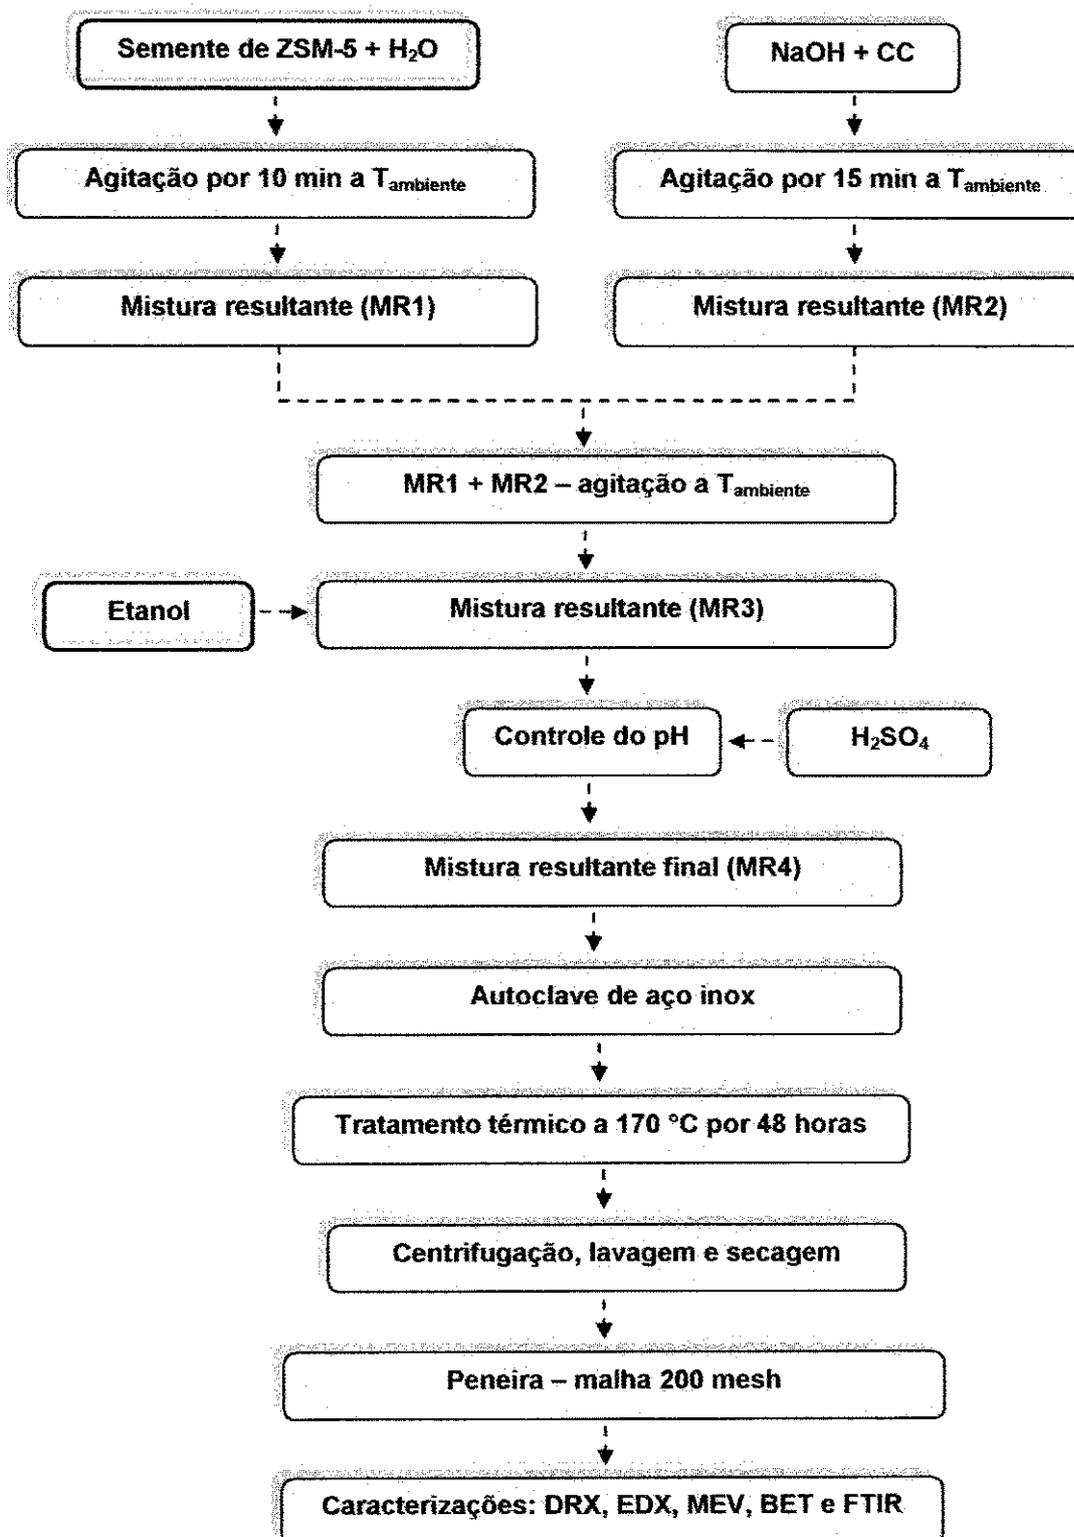 Semente de ZSM-5 + H₂O
NaOH + CC
Agitação por 10 min a Tambiente
Agitação por 15 min a Tambiente
Mistura resultante (MR1)
Mistura resultante (MR2)
MR1 + MR2 – agitação a Tambiente
Etanol
Mistura resultante (MR3)
Controle do pH
H₂SO₄
Mistura resultante final (MR4)
Autoclave de aço inox
Tratamento térmico a 170 °C por 48 horas
Centrifugação, lavagem e secagem
Peneira – malha 200 mesh
Caracterizações: DRX, EDX, MEV, BET e FTIR